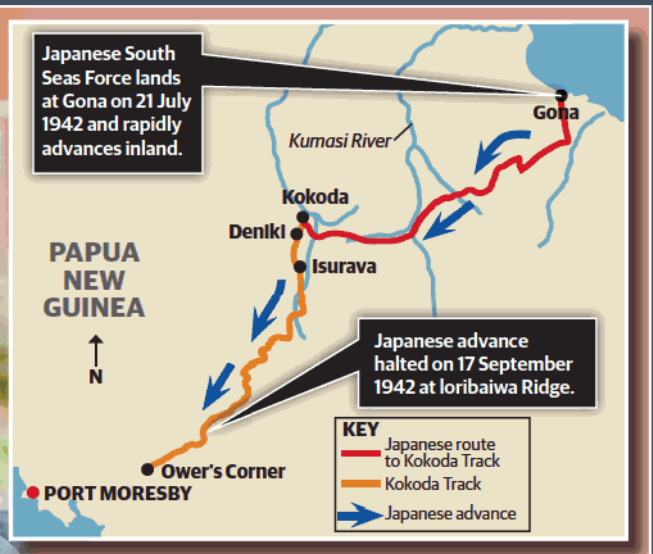 Japanese South
Seas Force lands
at Gona on 21 July
1942 and rapidly
advances inland.
Gona
Kumasi River
Kokoda
Deniki
Isurava
PAPUA
NEW
GUINEA
N
Japanese advance
halted on 17 September
1942 at Ioribaiwa Ridge.
KEY
Japanese route
to Kokoda Track
Kokoda Track
Japanese advance
Ower's Corner
PORT MORESBY